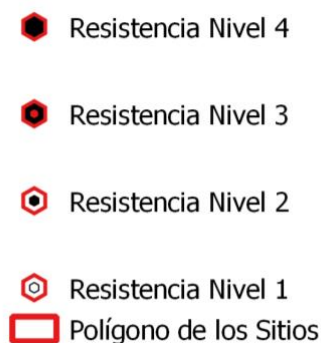 Resistencia Nivel 4
Resistencia Nivel 3
Resistencia Nivel 2
Resistencia Nivel 1
Polígono de los Sitios